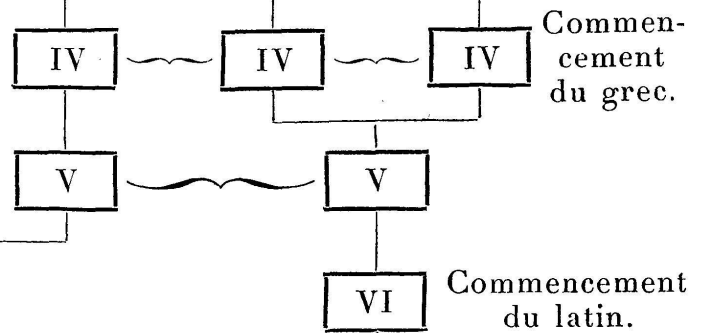 IV IV IV
Commen-
cement
du grec.
V V
VI
Commencement
du latin.